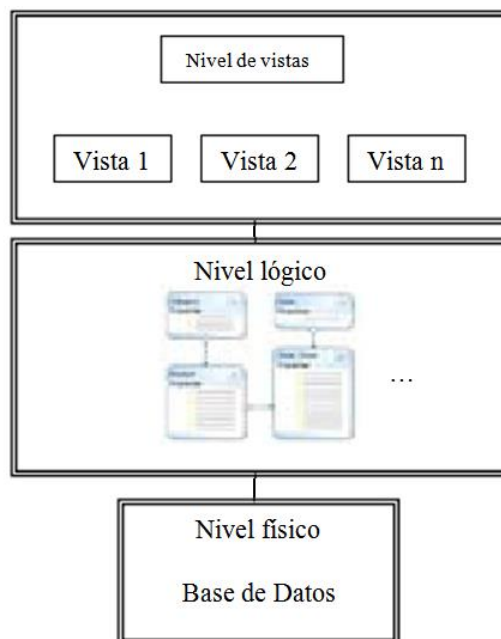 Nivel de vistas
Vista 1
Vista 2
Vista n
Nivel lógico
...
Nivel físico
Base de Datos